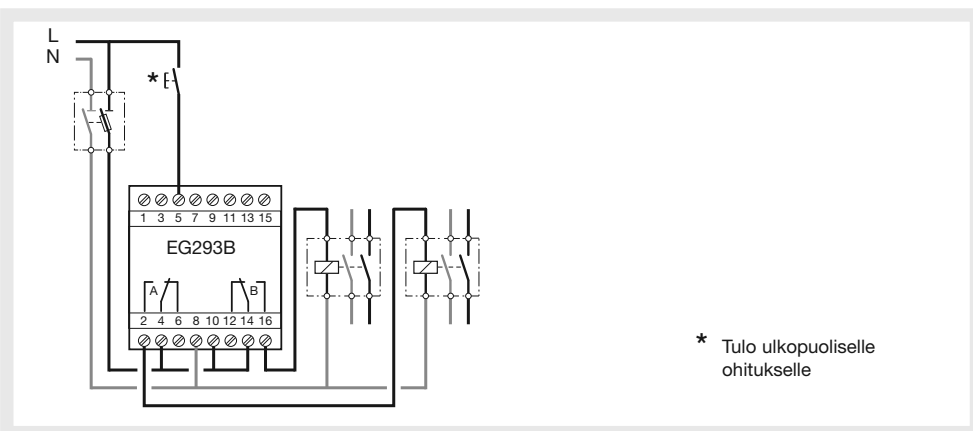 L
N
*
1 3 5 7 9 11 13 15
EG293B
A B
2 4 6 8 10 12 14 16
* Tulo ulkopuoliselle
ohitukselle